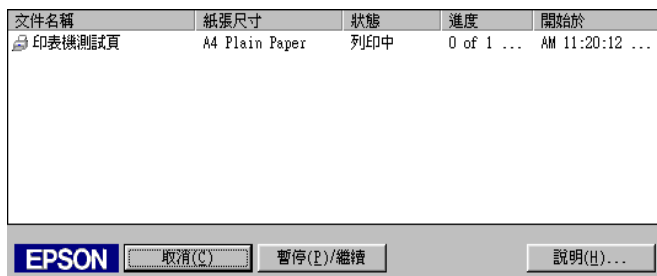 文件名稱 紙張尺寸 狀態 進度 開始於
印表機測試頁 A4 Plain Paper 列印中 0 of 1 ... AM 11:20:12 ...
EPSON 取消(C) 暫停(P)/繼續 說明(H)...